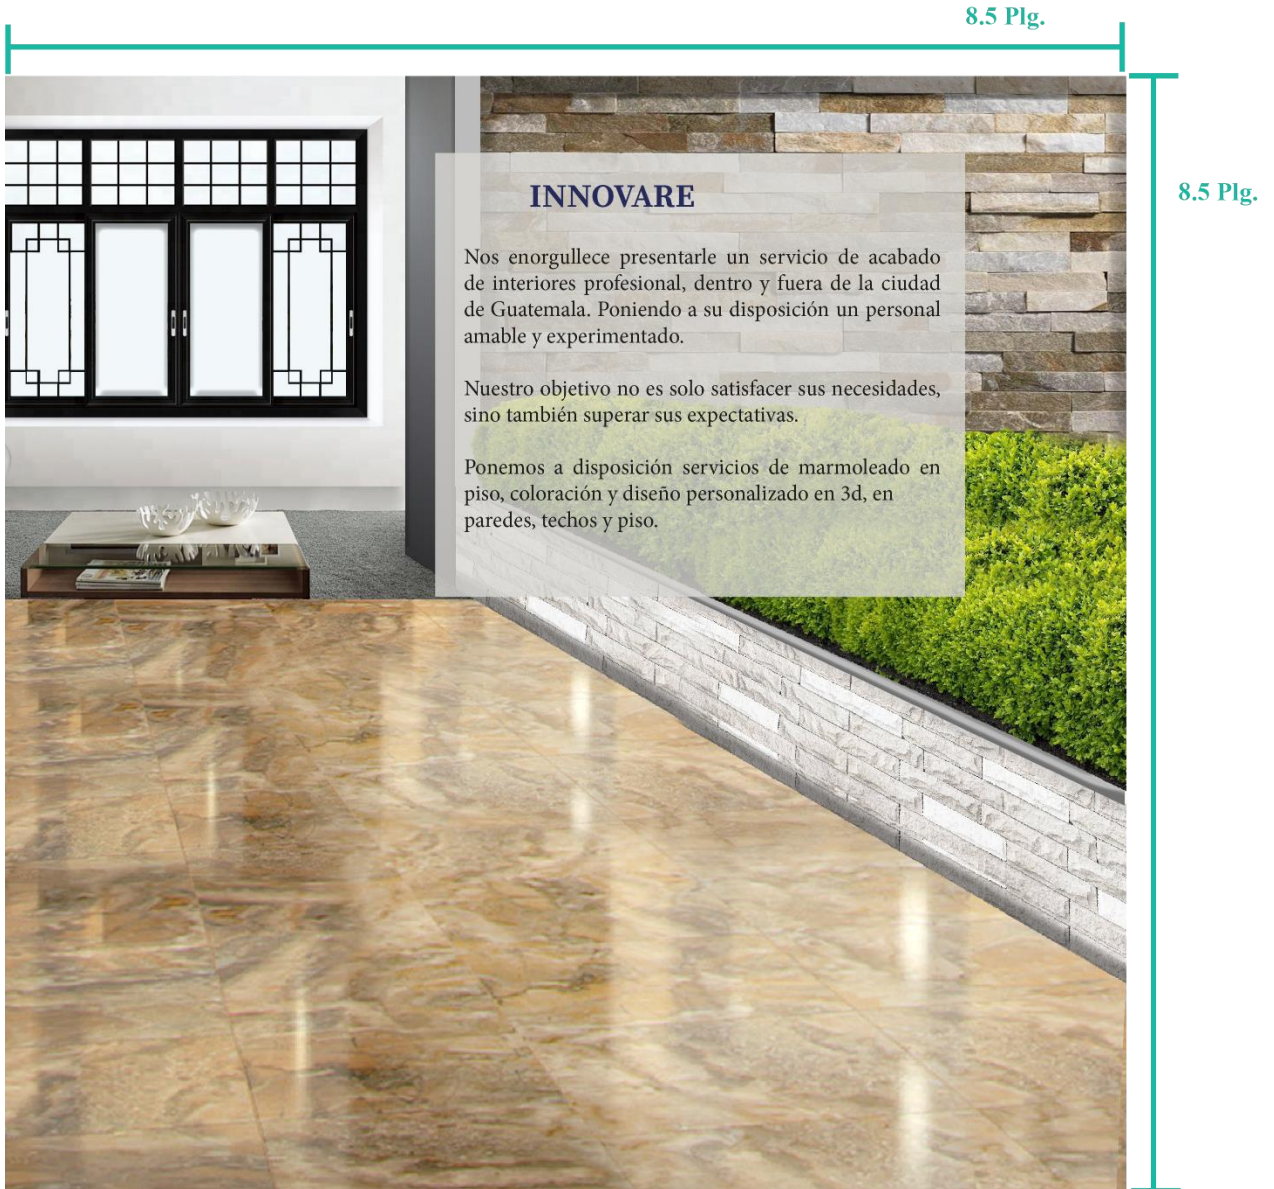 8.5 Plg.
8.5 Plg.
INNOVARE
Nos enorgullece presentarle un servicio de acabado
de interiores profesional, dentro y fuera de la ciudad
de Guatemala. Poniendo a su disposición un personal
amable y experimentado.
Nuestro objetivo no es solo satisfacer sus necesidades,
sino también superar sus expectativas.
Ponemos a disposición servicios de marmoleado en
piso, coloración y diseño personalizado en 3d, en
paredes, techos y piso.